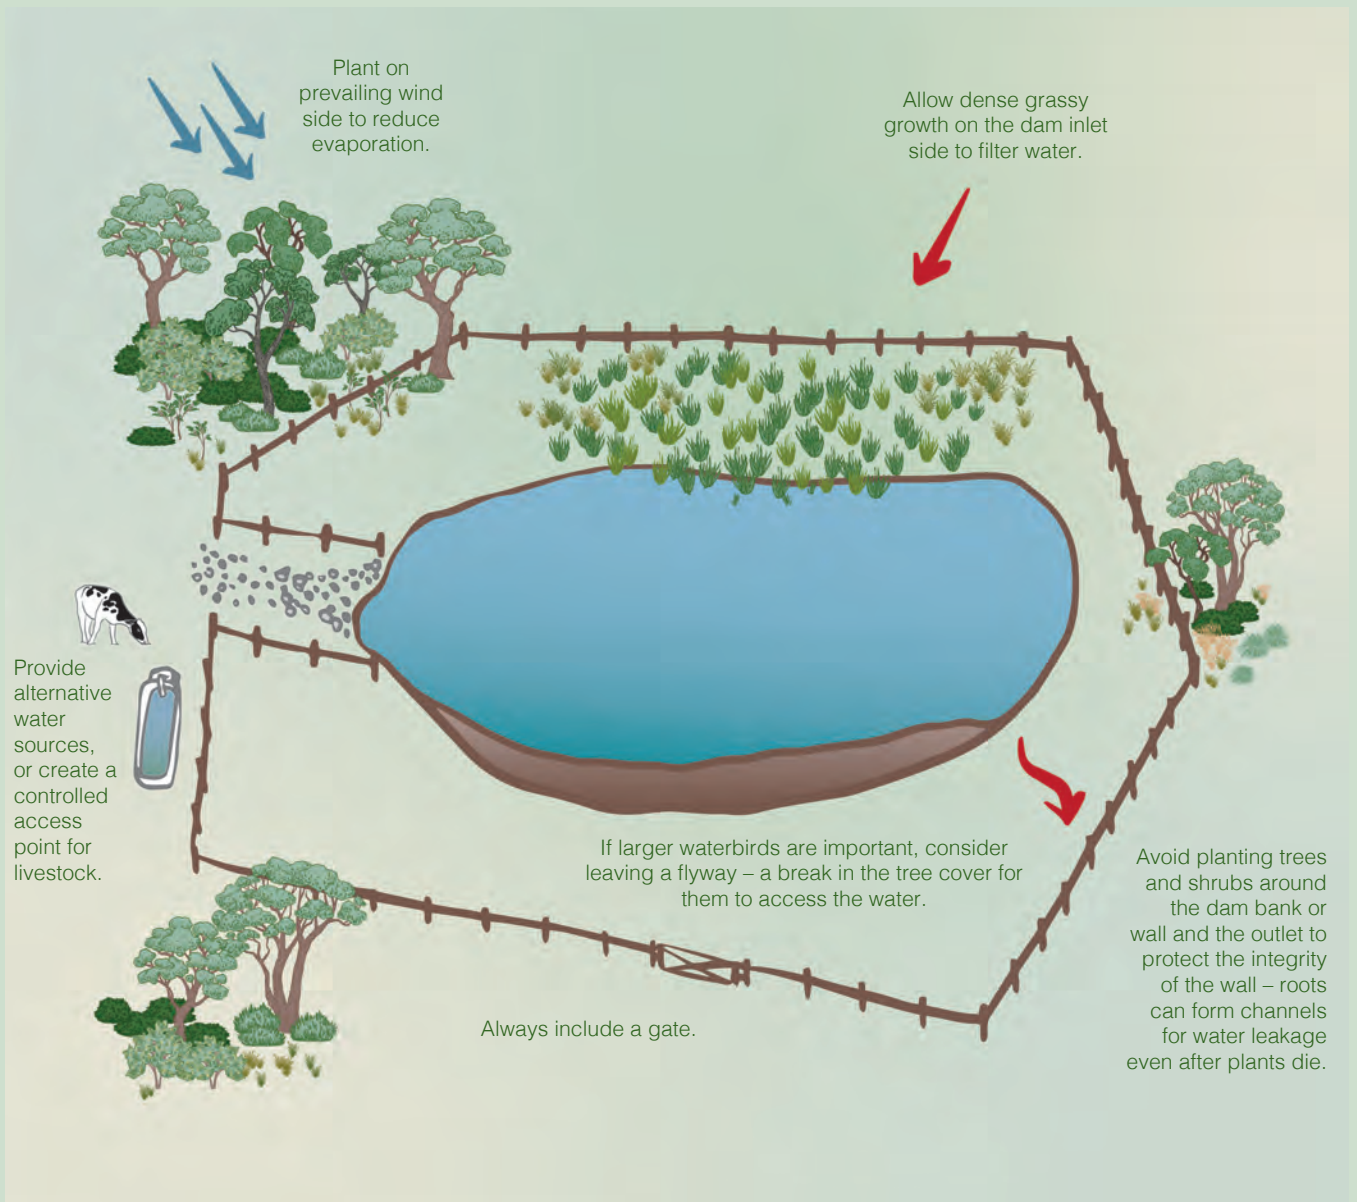 Plant on
prevailing wind
side to reduce
evaporation.
Allow dense grassy
growth on the dam inlet
side to filter water.
Provide
alternative
water
sources,
or create a
controlled
access
point for
livestock.
If larger waterbirds are important, consider
leaving a flyway – a break in the tree cover for
them to access the water.
Avoid planting trees
and shrubs around
the dam bank or
wall and the outlet to
protect the integrity
of the wall – roots
can form channels
for water leakage
even after plants die.
Always include a gate.